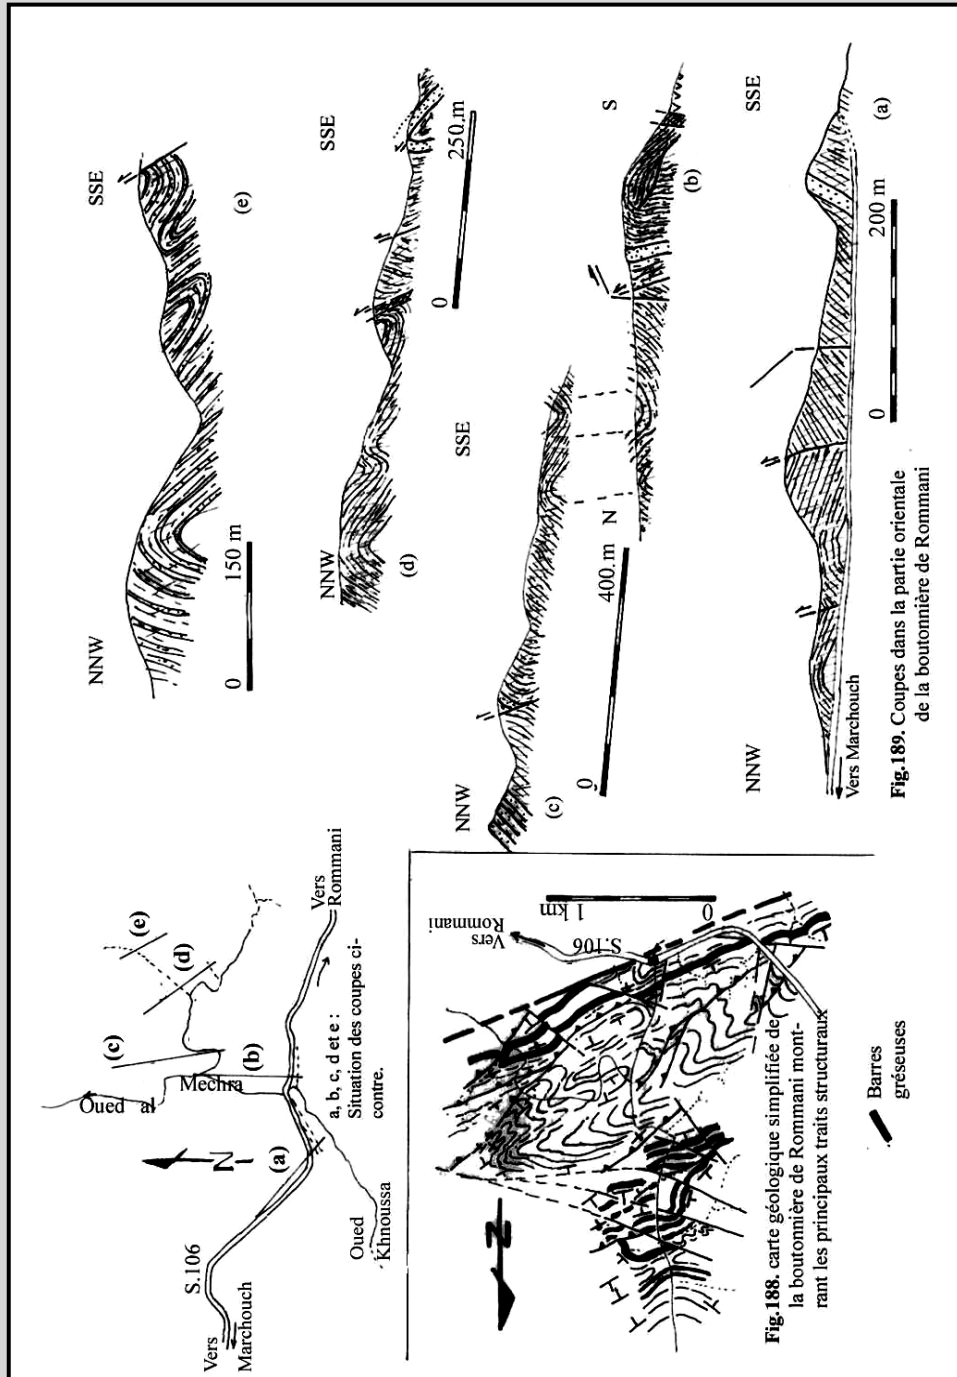 Vers
Marchouch
S.106
Oued al
Mechra
N
(a)
(b)
(c)
(d)
(e)
Oued
Khnoussa
Vers
Rommani
a, b, c, d et e :
Situation des coupes ci-
contre.
N
Vers
Rommani
S.106
0
1 km
Fig.188. carte géologique simplifiée de
la boutonnière de Rommani mont-
rant les principaux traits structuraux
Barres
gréseuses
NNW
SSE
(e)
0
150 m
NNW
SSE
(d)
0
250.m
NNW
SSE
(c)
0
400.m
N
S
(b)
NNW
SSE
(a)
Vers Marchouch
0
200 m
Fig.189. Coupes dans la partie orientale
de la boutonnière de Rommani